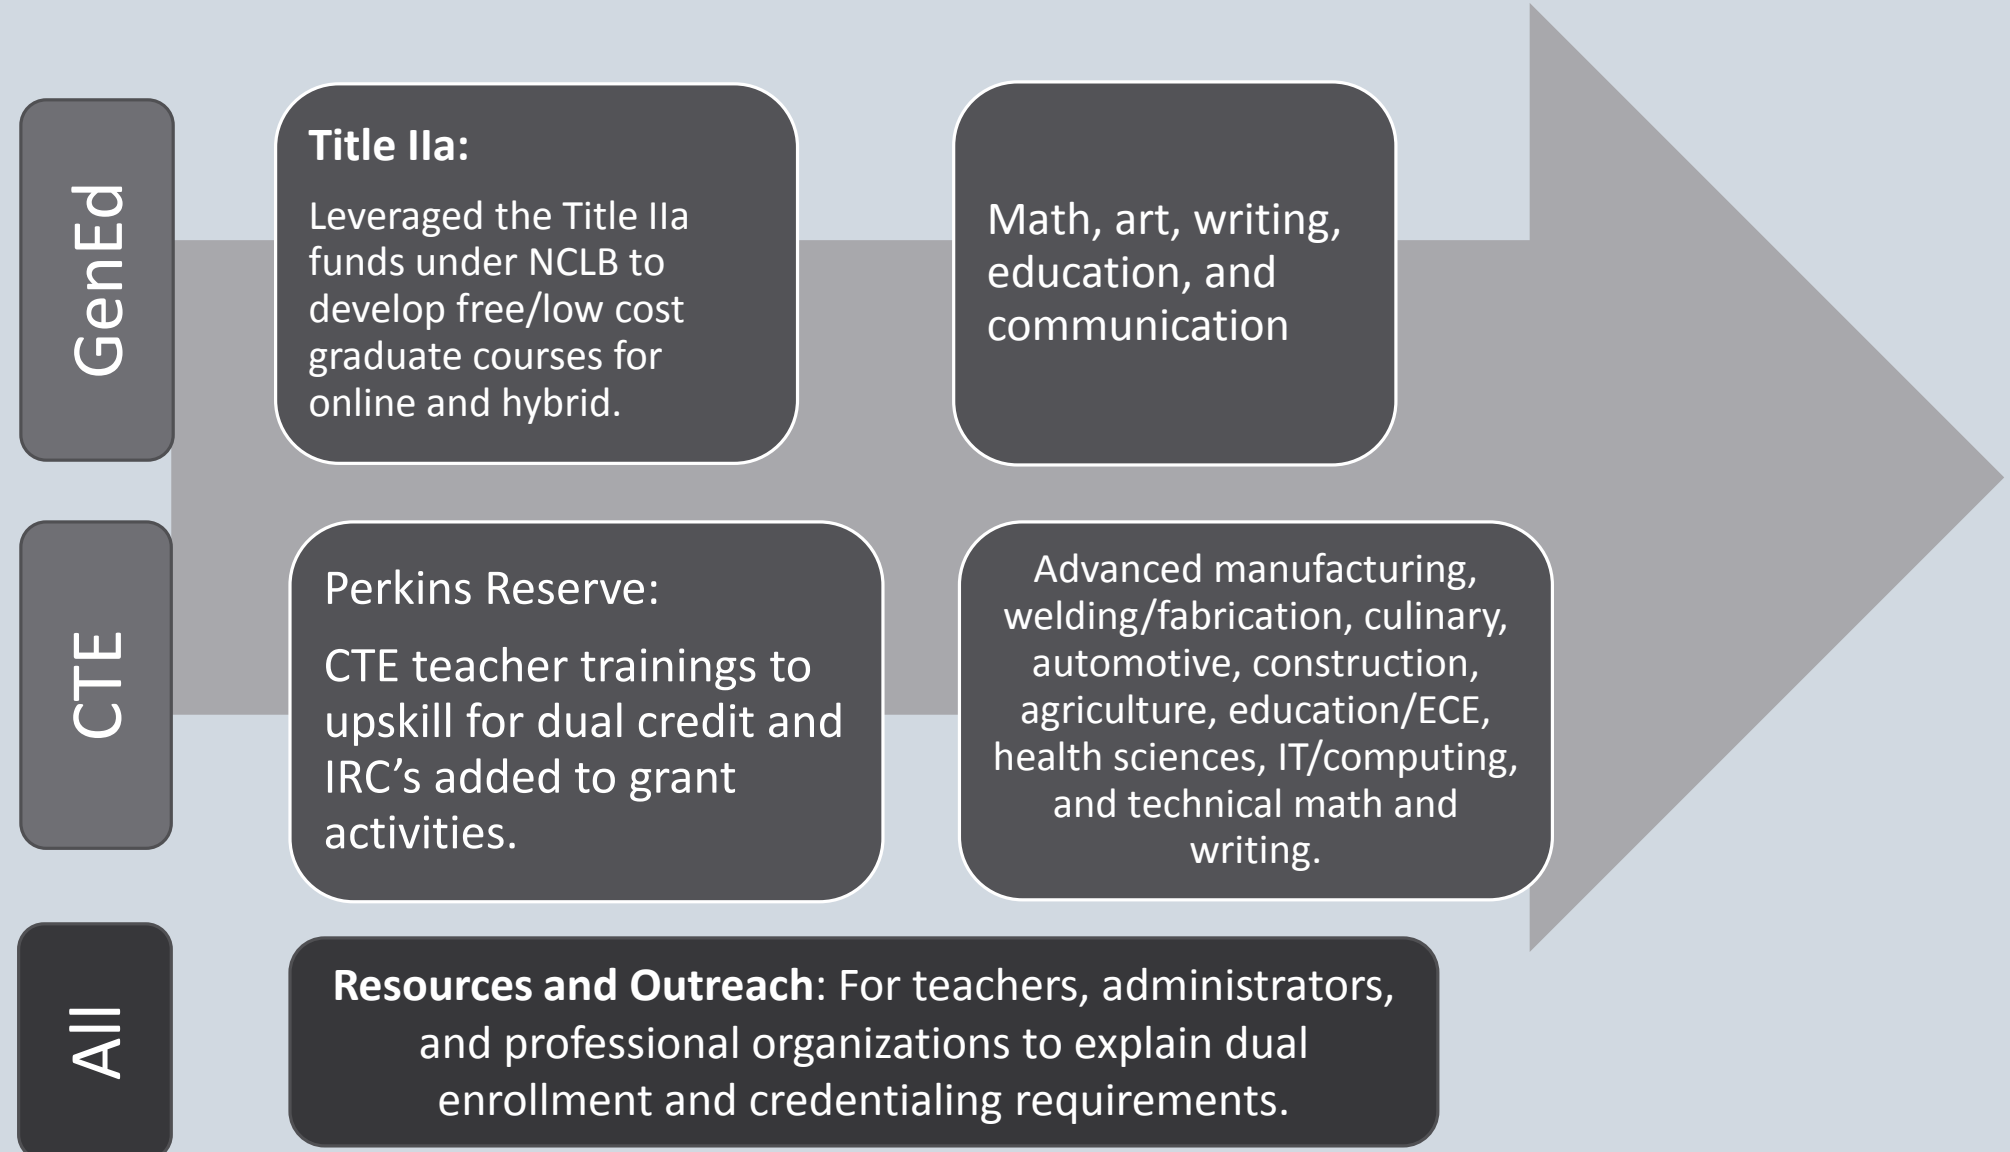 GenEd
Title IIa:
Leveraged the Title IIa
funds under NCLB to
develop free/low cost
graduate courses for
online and hybrid.
Math, art, writing,
education, and
communication
CTE
Perkins Reserve:
CTE teacher trainings to
upskill for dual credit and
IRC’s added to grant
activities.
Advanced manufacturing,
welding/fabrication, culinary,
automotive, construction,
agriculture, education/ECE,
health sciences, IT/computing,
and technical math and
writing.
All
Resources and Outreach: For teachers, administrators,
and professional organizations to explain dual
enrollment and credentialing requirements.